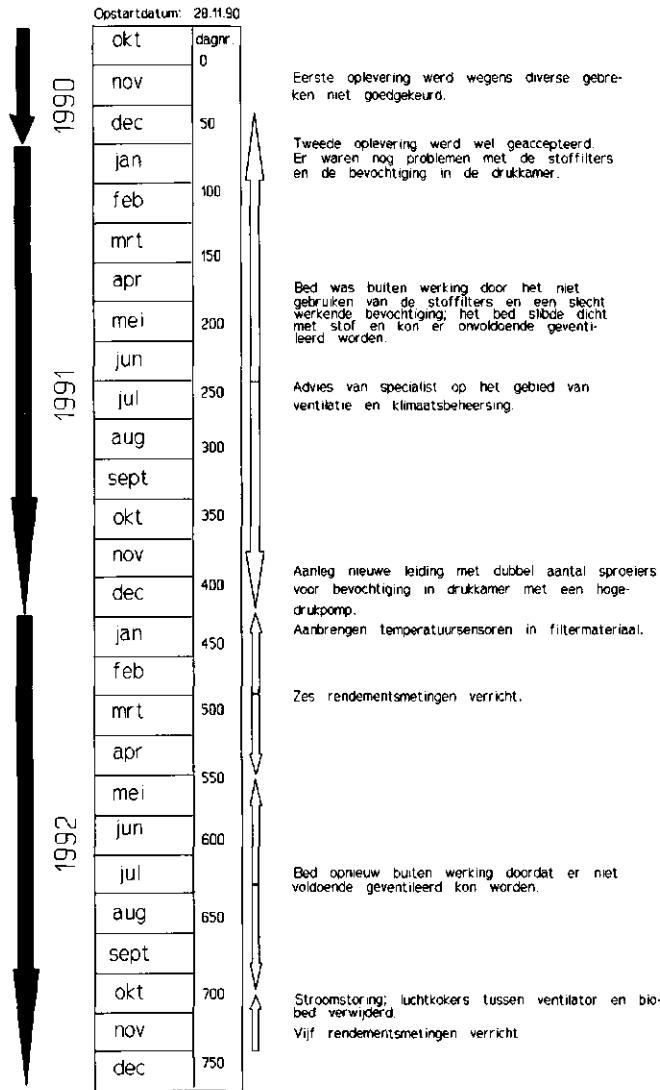 Opstartdatum: 28.11.90
okt dagnr.
0
nov
Eerste oplevering werd wegens diverse gebre-
ken niet goedgekeurd.
1990
dec 50
Tweede oplevering werd wel geaccepteerd.
Er waren nog problemen met de stoffilters
en de bevochtiging in de drukkamer.
jan
feb 100
mrt 150
apr
Bed was buiten werking door het niet
gebruiken van de stoffilters en een slecht
werkende bevochtiging; het bed slibde dicht
met stof en kon er onvoldoende geventi-
leerd worden.
mei 200
jun
1991
jul 250
Advies van specialist op het gebied van
ventilatie en klimaatsbeheersing.
aug 300
sept
okt 350
nov
Aanleg nieuwe leiding met dubbel aantal sproeiers
voor bevochtiging in drukkamer met een hoge-
drukpomp.
dec 400
jan 450
Aanbrengen temperatuursensoren in filtermateriaal.
feb
Zes rendementsmetingen verricht.
mrt 500
apr
550
mei
1992
jun 600
jul
Bed opnieuw buiten werking doordat er niet
voldoende geventileerd kon worden.
aug 650
sept
okt 700
Stroomstoring; luchtkokers tussen ventilator en bio-
bed verwijderd.
nov
Vijf rendementsmetingen verricht
dec 750